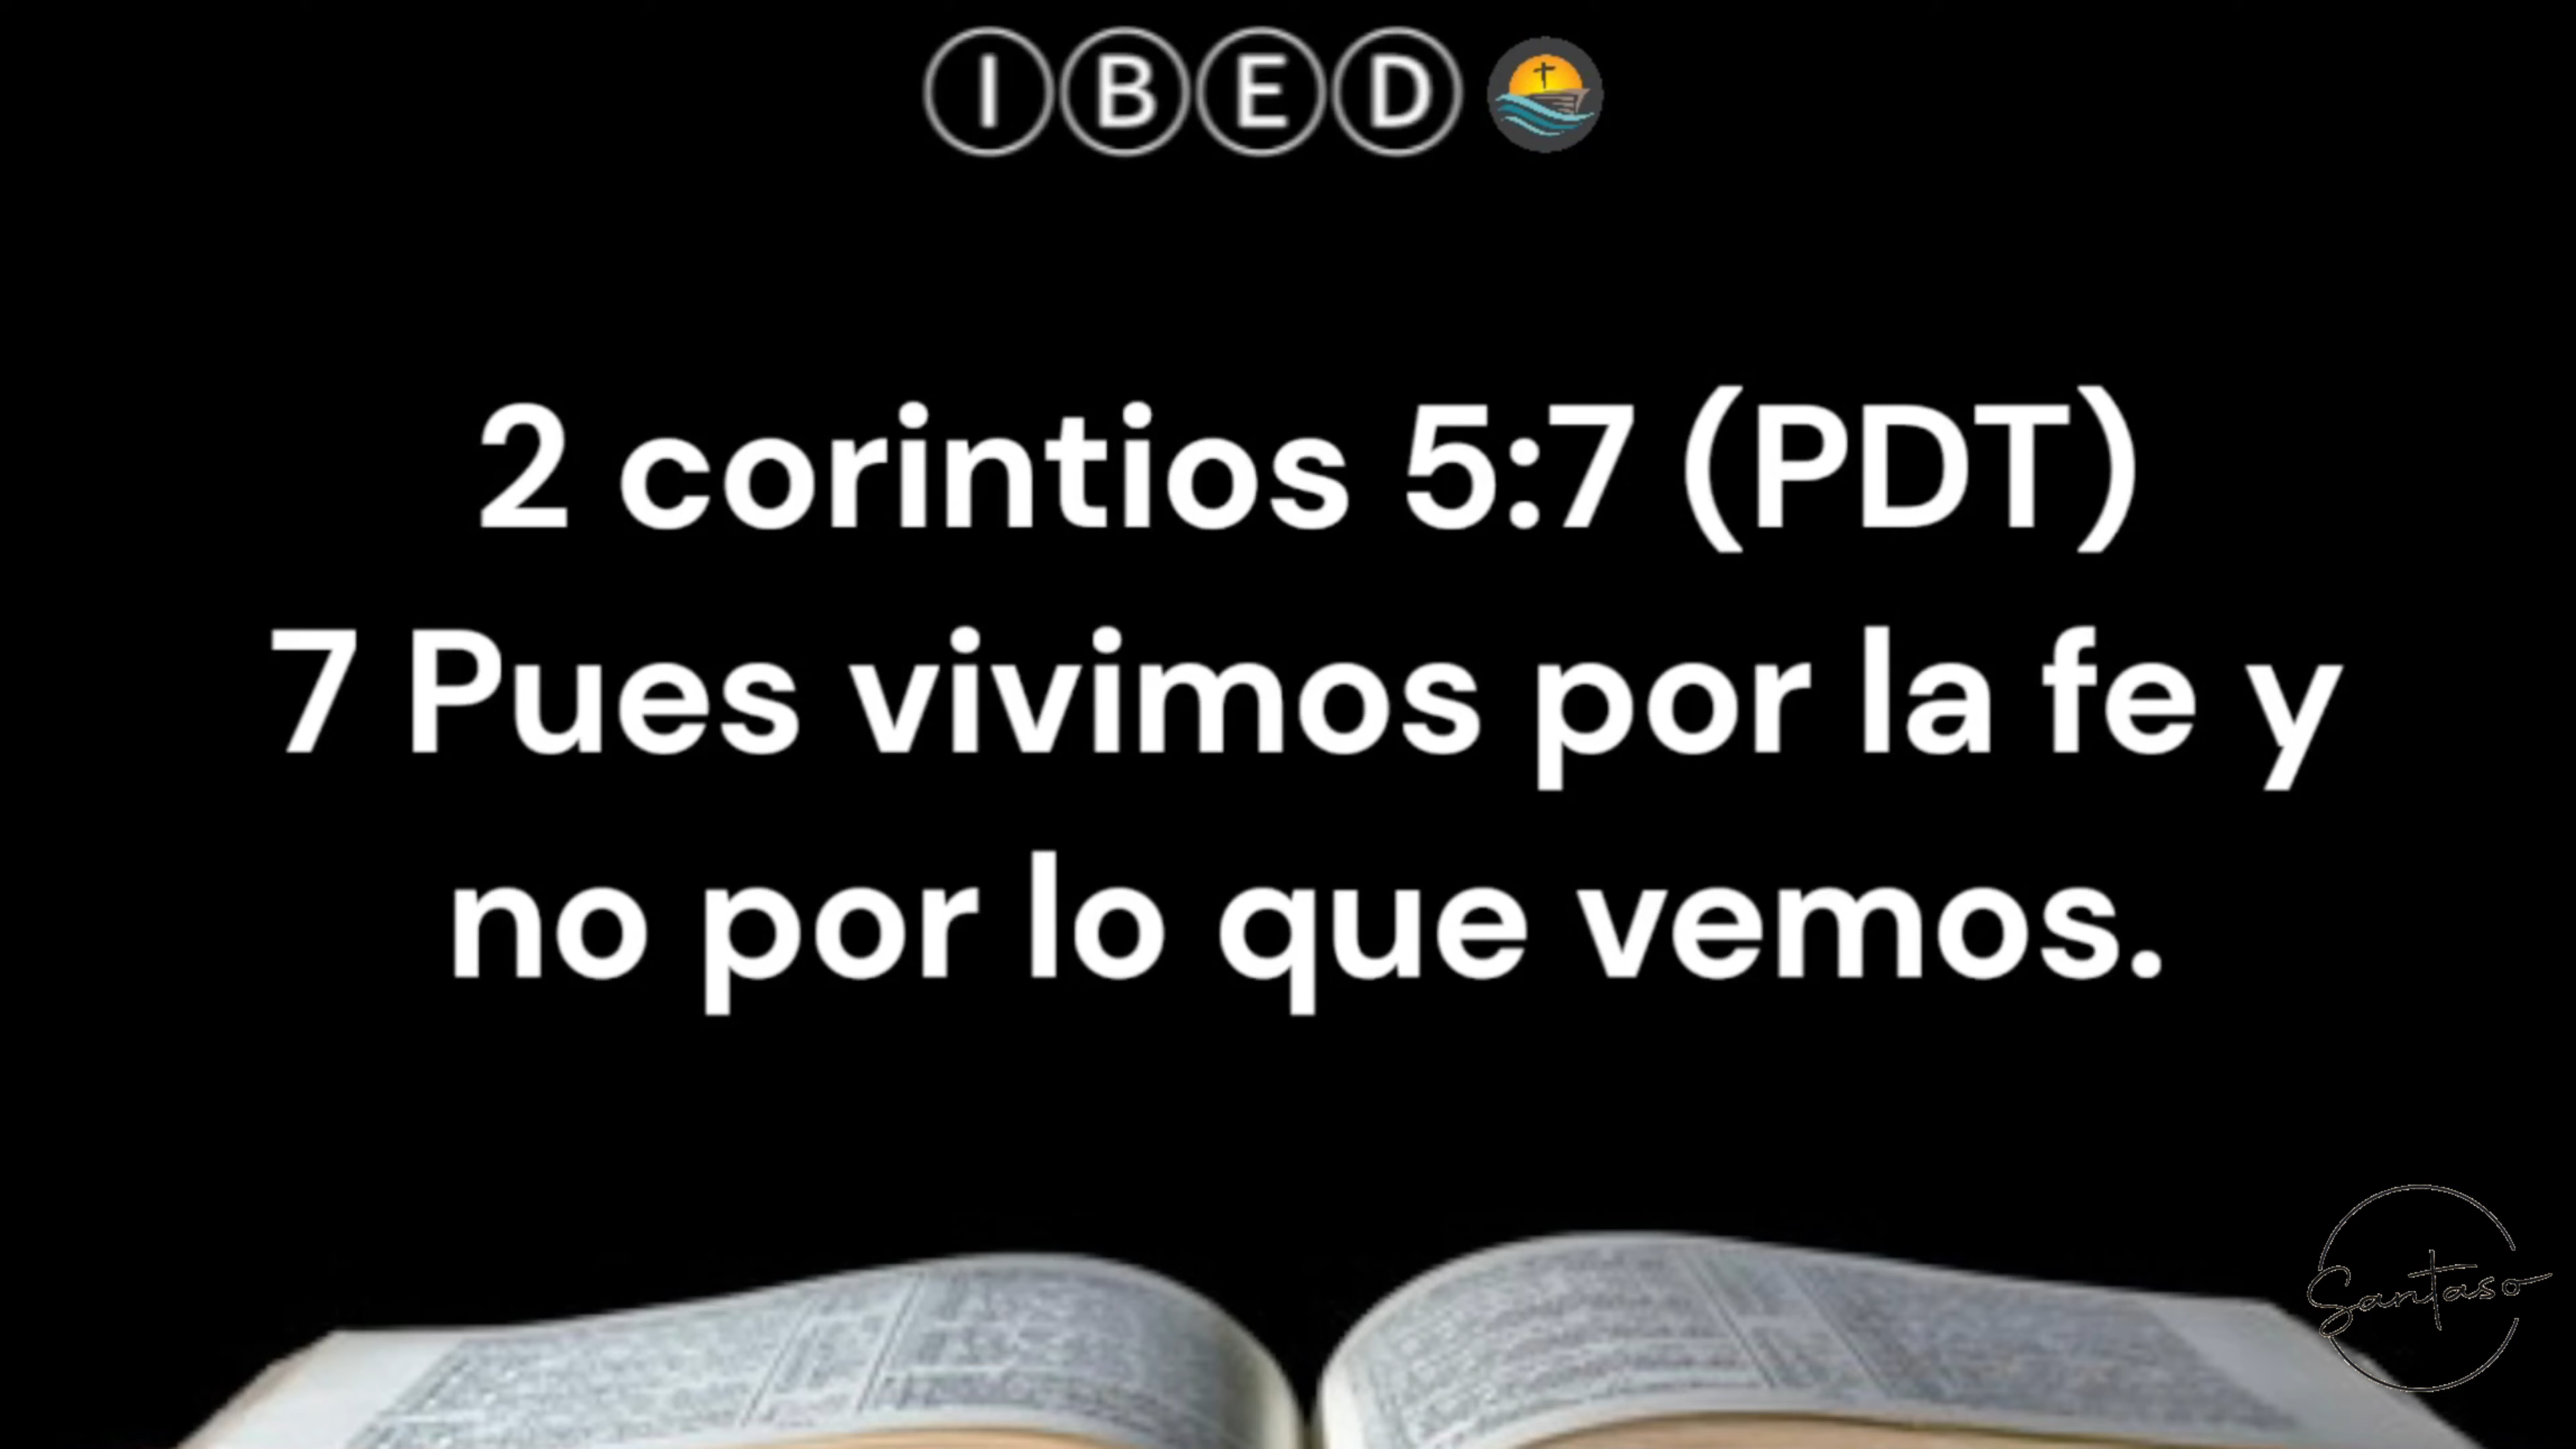 IBED
2 corintios 5:7 (PDT)
7 Pues vivimos por la fe y
no por lo que vemos.
Santaso